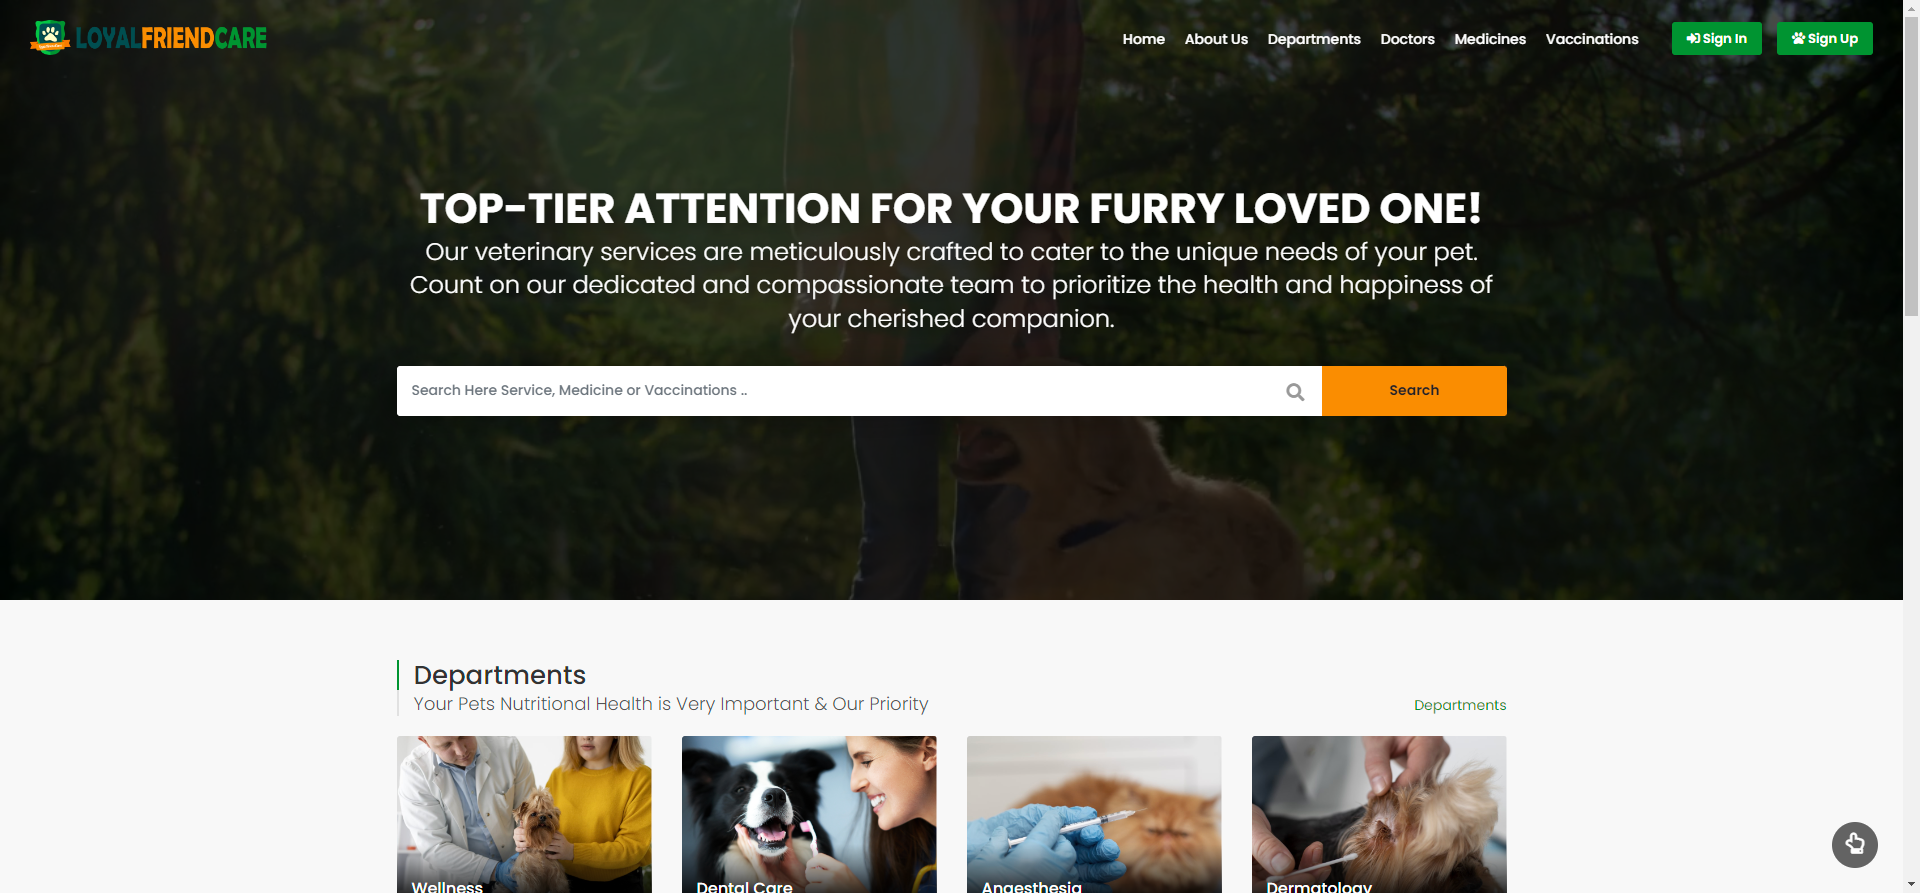 LOYALFRIENDCARE
Home About Us Departments Doctors Medicines Vaccinations Sign In Sign Up
TOP-TIER ATTENTION FOR YOUR FURRY LOVED ONE!
Our veterinary services are meticulously crafted to cater to the unique needs of your pet.
Count on our dedicated and compassionate team to prioritize the health and happiness of
your cherished companion.
Search Here Service, Medicine or Vaccinations .. Search
Departments
Your Pets Nutritional Health is Very Important & Our Priority
Departments
Wellness Dental Care Anaesthesia Dermatology